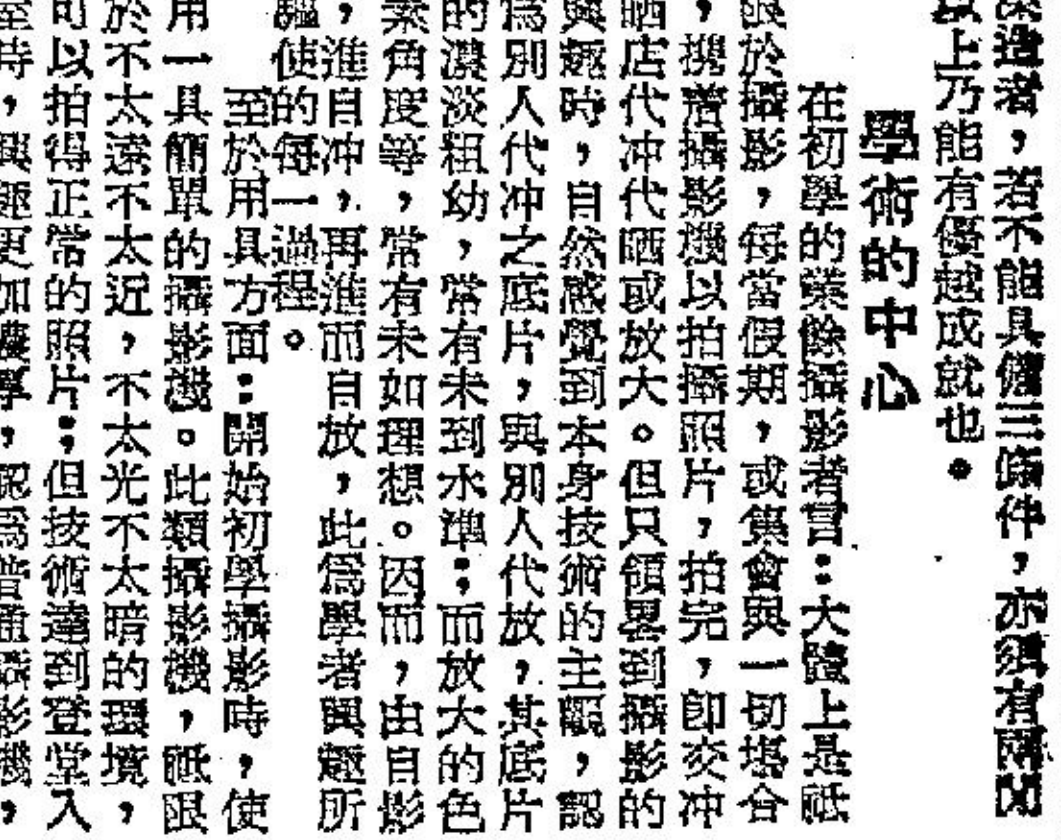 深造者，若不能具備三條件，亦須有兩關
以上乃能有優越成就也。
學術的中心
在初學的業餘攝影者言：大體上是祗
限於攝影，每當假期，或集會與一切塲合
，攜着攝影機以拍攝照片，拍完，卽交冲
晒店代冲代晒或放大。但只領畧到攝影的
興趣時，自然感覺到本身技術的主觀，認
爲別人代冲之底片，與別人代放，其底片
的濃淡粗幼，常有未到水準；而放大的色
素角度等，常有未如理想。因而，由自影
，進自冲，再進而自放，此爲學者興趣所
驅使的每一過程。
至於用具方面：開始初學攝影時，使
用一具簡單的攝影機。此類攝影機，祗限
於不太遠不太近，不太光不太暗的環境，
可以拍得正常的照片；但技術達到登堂入
室時，興趣更加濃厚，認爲普通攝影機，